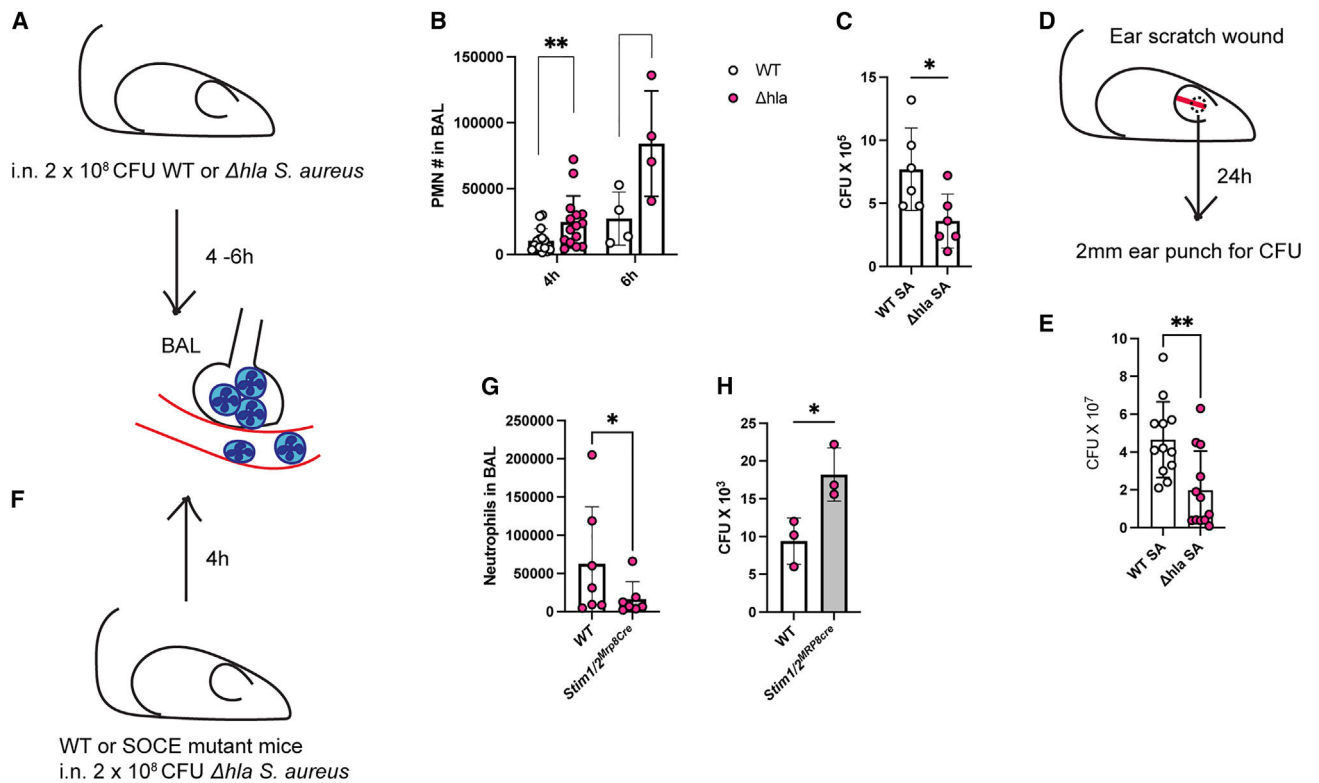 A
i.n. 2 x 10⁸ CFU WT or Δhla S. aureus
4 -6h
BAL
B
PMN # in BAL
150000
100000
50000
0
**
4h
6h
WT
Δhla
C
CFU X 10⁵
15
10
5
0
*
WT SA
Δhla SA
D
Ear scratch wound
24h
2mm ear punch for CFU
E
CFU X 10⁷
10
8
6
4
2
0
**
WT SA
Δhla SA
F
4h
WT or SOCE mutant mice
i.n. 2 x 10⁸ CFU Δhla S. aureus
G
Neutrophils in BAL
250000
200000
150000
100000
50000
0
*
WT
Stim1/2Mrp8Cre
H
CFU X 10³
25
20
15
10
5
0
*
WT
Stim1/2MRP8cre